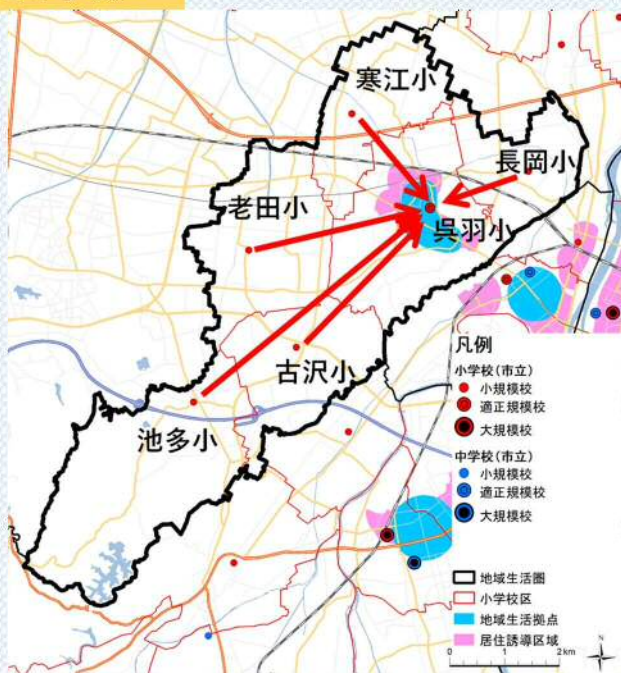 寒江小
長岡小
老田小
呉羽小
古沢小
池多小
凡例
小学校(市立)
小規模校
適正規模校
大規模校
中学校(市立)
小規模校
適正規模校
大規模校
地域生活圏
小学校区
地域生活拠点
居住誘導区域
0 1 2km
N